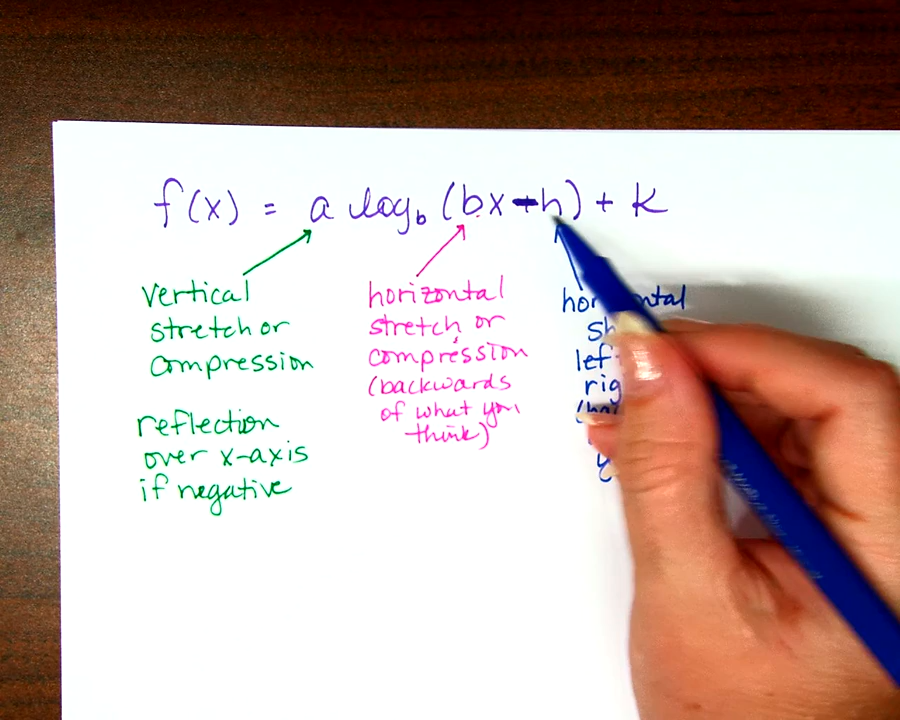 f(x) = a log_b (bx - h) + k
vertical
stretch or
compression
reflection
over x-axis
if negative
horizontal
stretch or
compression
(backwards
of what you
think)
left